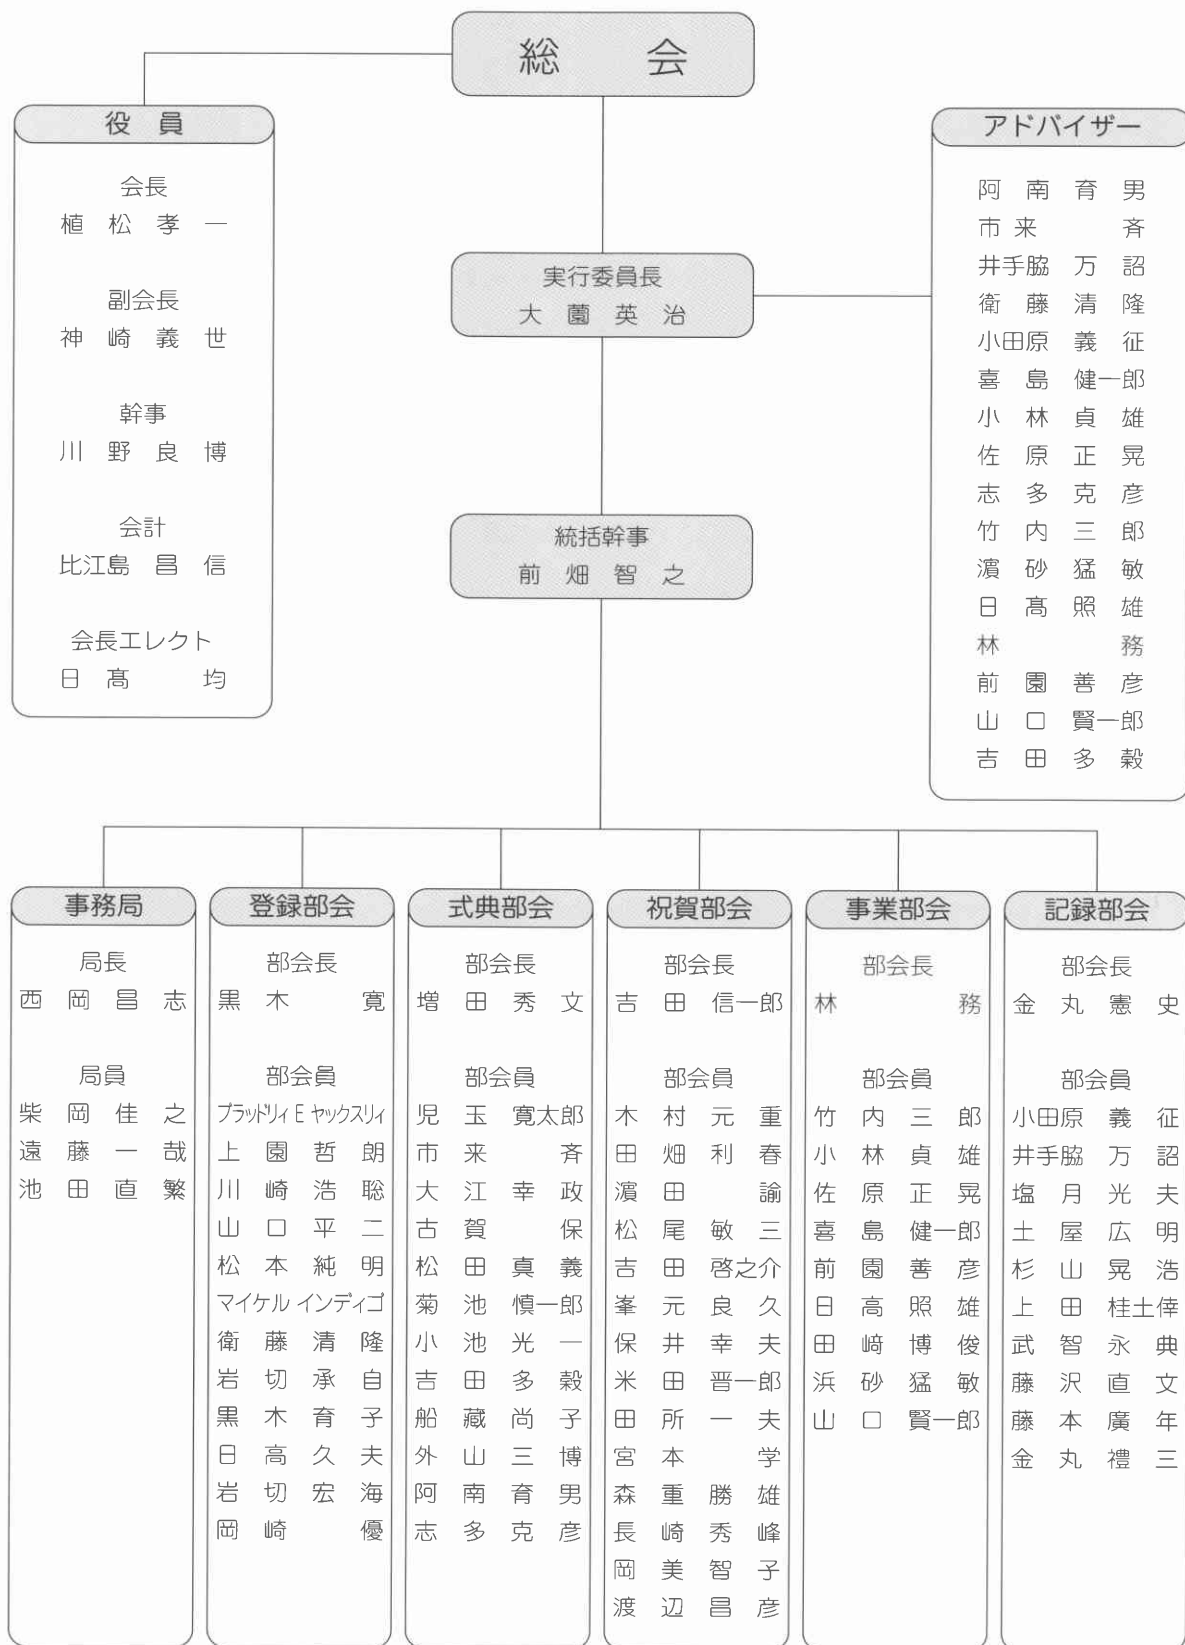 総会
役員
会長
植松孝一
副会長
神崎義世
幹事
川野良博
会計
比江島昌信
会長エレクト
日髙均
実行委員長
大薗英治
統括幹事
前畑智之
アドバイザー
阿南育男
市来斉
井手脇万詔
衛藤清隆
小田原義征
喜島健一郎
小林貞雄
佐原正晃
志多克彦
竹内三郎
濵砂猛敏
日髙照雄
林務
前園善彦
山口賢一郎
吉田多穀
事務局
局長
西岡昌志
局員
柴岡佳之
遠藤一哉
池田直繁
登録部会
部会長
黒木寛
部会員
ブラッドリィ E ヤックスリィ
上園哲朗
川崎浩聡
山口平二
松本純明
マイケル インディゴ
衛藤清隆
岩切承自
黒木育子
日高久夫
岩切宏海
岡崎優
式典部会
部会長
増田秀文
部会員
児玉寛太郎
市来斉
大江幸政
古賀保
松田真義
菊池慎一郎
小池光一
吉田多穀
船藏尚子
外山三博
阿南育男
志多克彦
祝賀部会
部会長
吉田信一郎
部会員
木村元重
田畑利春
濵田諭
松尾敏三
吉田啓之介
峯元良久
保井幸夫
米田晋一郎
田所一夫
宮本学
森重勝雄
長崎秀峰
岡美智子
渡辺昌彦
事業部会
部会長
林務
部会員
竹内三郎
小林貞雄
佐原正晃
喜島健一郎
前園善彦
日高照雄
田﨑博俊
浜砂猛敏
山口賢一郎
記録部会
部会長
金丸憲史
部会員
小田原義征
井手脇万詔
塩月光夫
土屋広明
杉山晃浩
上田桂土倖
武智永典
藤沢直文
藤本廣年
金丸禮三